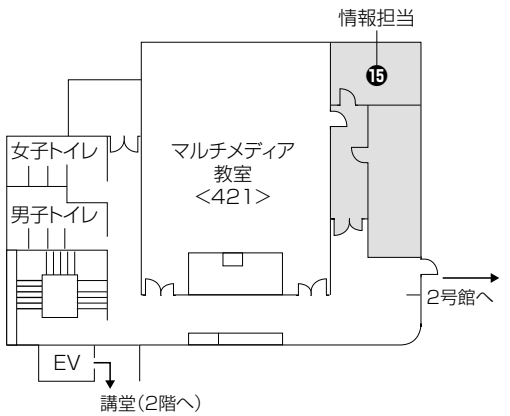 情報担当
⓯
女子トイレ
マルチメディア
教室
<421>
男子トイレ
2号館へ
EV
講堂（2階へ）